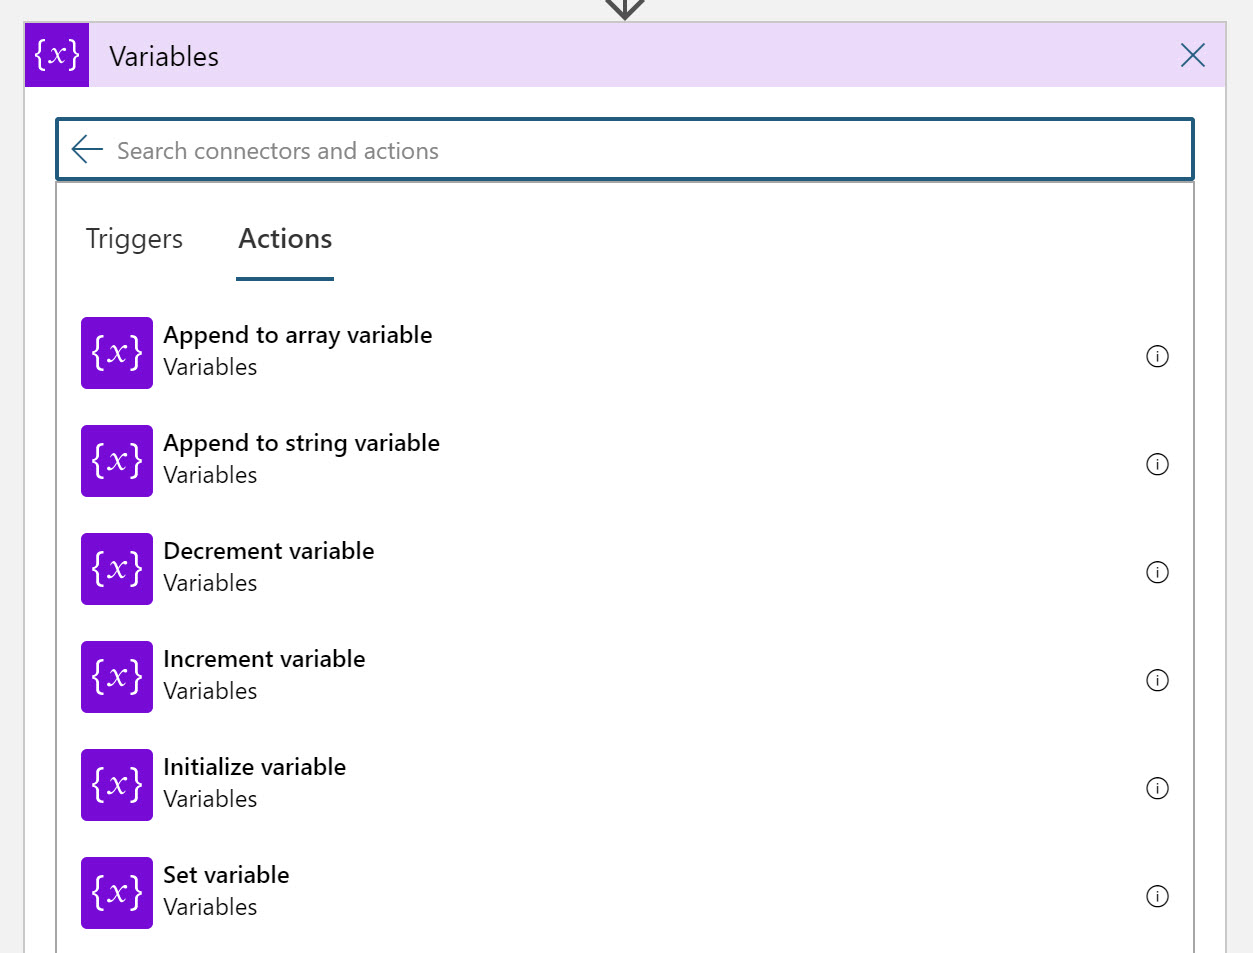 {x} Variables
Search connectors and actions
Triggers Actions
{x} Append to array variable
Variables
{x} Append to string variable
Variables
{x} Decrement variable
Variables
{x} Increment variable
Variables
{x} Initialize variable
Variables
{x} Set variable
Variables